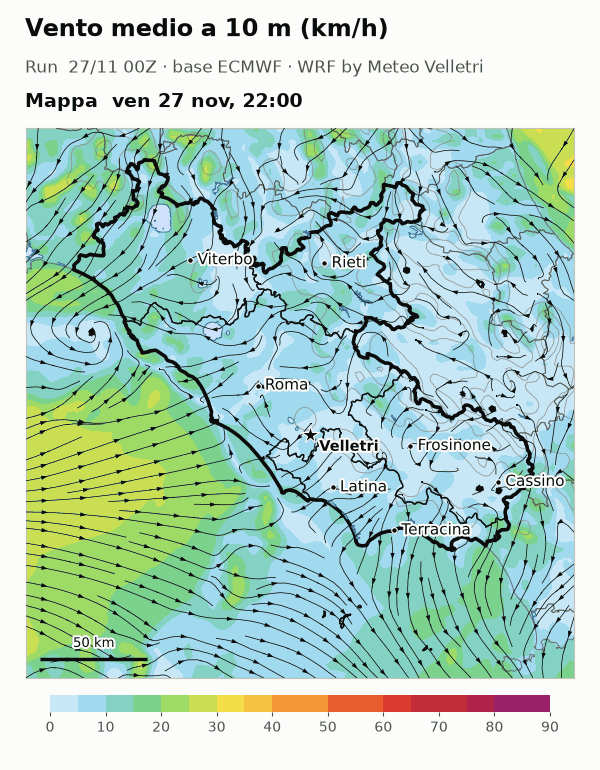 Vento medio a 10 m (km/h)
Run  27/11 00Z · base ECMWF · WRF by Meteo Velletri
Mappa  ven 27 nov, 22:00
Viterbo
Rieti
Roma
Velletri
Frosinone
Cassino
Latina
Terracina
50 km
0 10 20 30 40 50 60 70 80 90